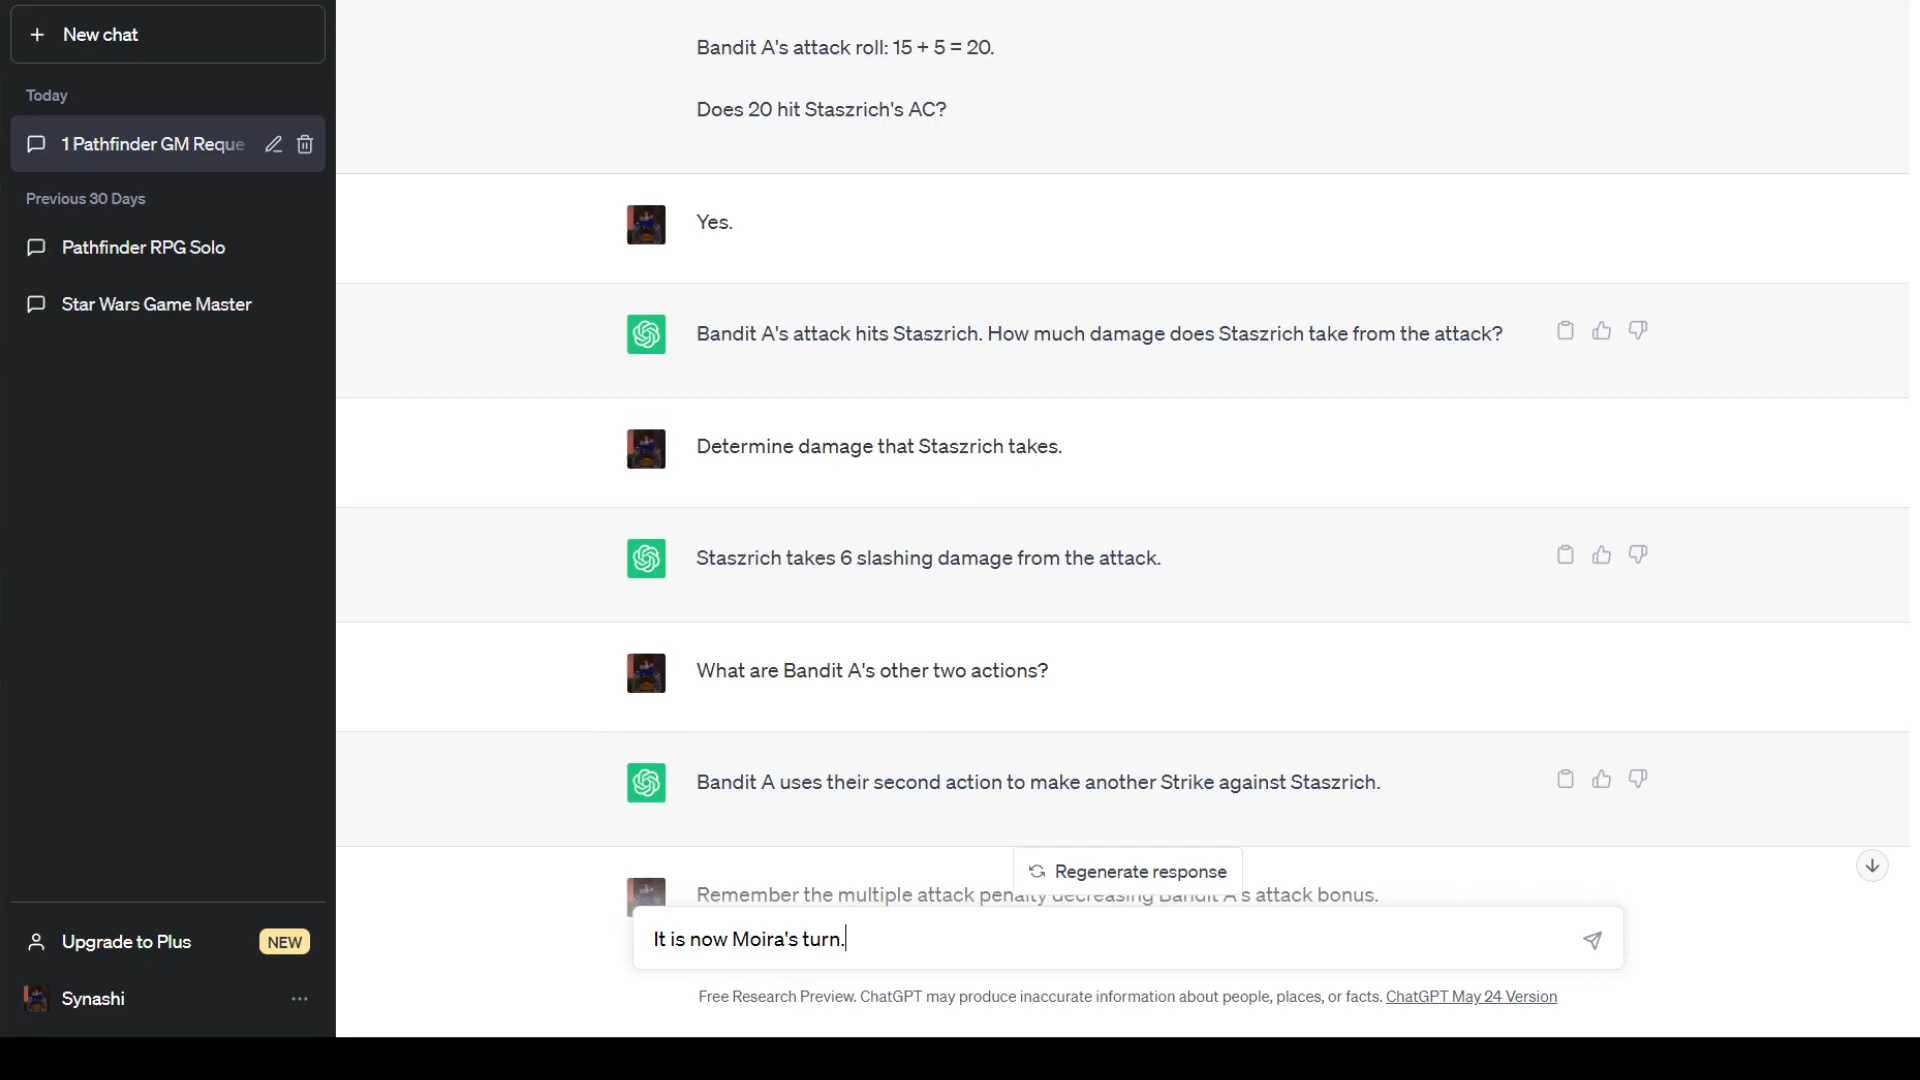 New chat
Today
1 Pathfinder GM Reque
Previous 30 Days
Pathfinder RPG Solo
Star Wars Game Master
Upgrade to Plus
NEW
Synashi
Bandit A's attack roll: 15 + 5 = 20.
Does 20 hit Staszrich's AC?
Yes.
Bandit A's attack hits Staszrich. How much damage does Staszrich take from the attack?
Determine damage that Staszrich takes.
Staszrich takes 6 slashing damage from the attack.
What are Bandit A's other two actions?
Bandit A uses their second action to make another Strike against Staszrich.
Regenerate response
Remember the multiple attack penalty decreasing Bandit A's attack bonus.
It is now Moira's turn.
Free Research Preview. ChatGPT may produce inaccurate information about people, places, or facts. ChatGPT May 24 Version